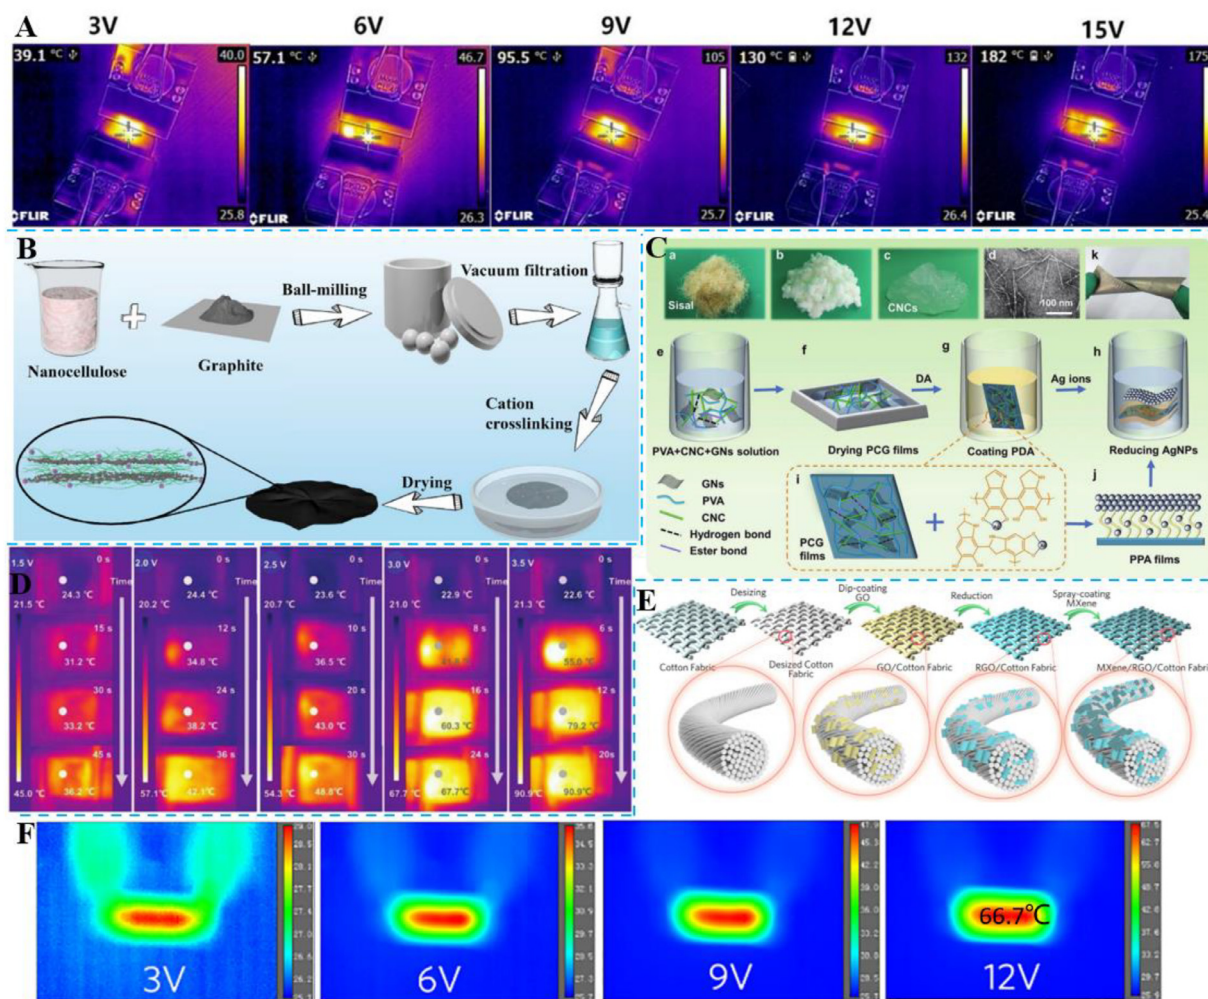 A
3V
6V
9V
12V
15V
39.1 °C
40.0
25.8
FLIR
57.1 °C
46.7
26.3
FLIR
95.5 °C
105
25.7
FLIR
130 °C
132
26.4
FLIR
182 °C
175
25.4
FLIR
B
Nanocellulose
Graphite
Ball-milling
Vacuum filtration
Cation
crosslinking
Drying
C
a
Sisal
b
c
CNCs
d
100 nm
k
e
PVA+CNC+GNs solution
f
Drying PCG films
DA
g
Coating PDA
Ag ions
h
Reducing AgNPs
GNs
PVA
CNC
Hydrogen bond
Ester bond
i
PCG
films
j
PPA films
D
1.5 V
0 s
Time
24.3 °C
21.5 °C
15 s
31.2 °C
30 s
33.2 °C
45 s
36.2 °C
45.0 °C
2.0 V
0 s
Time
24.4 °C
20.2 °C
12 s
34.8 °C
24 s
38.2 °C
36 s
42.1 °C
57.1 °C
2.5 V
0 s
Time
23.6 °C
20.7 °C
10 s
36.5 °C
20 s
43.0 °C
30 s
48.8 °C
54.3 °C
3.0 V
0 s
Time
22.9 °C
21.0 °C
8 s
16 s
60.3 °C
24 s
67.7 °C
67.7 °C
3.5 V
0 s
Time
22.6 °C
21.3 °C
6 s
55.0 °C
12 s
79.2 °C
20s
90.9 °C
90.9 °C
E
Desizing
Dip-coating
GO
Reduction
Spray-coating
MXene
Cotton Fabric
Desized Cotton
Fabric
GO/Cotton Fabric
RGO/Cotton Fabric
MXene/RGO/Cotton Fabri
F
3V
6V
9V
12V
66.7℃